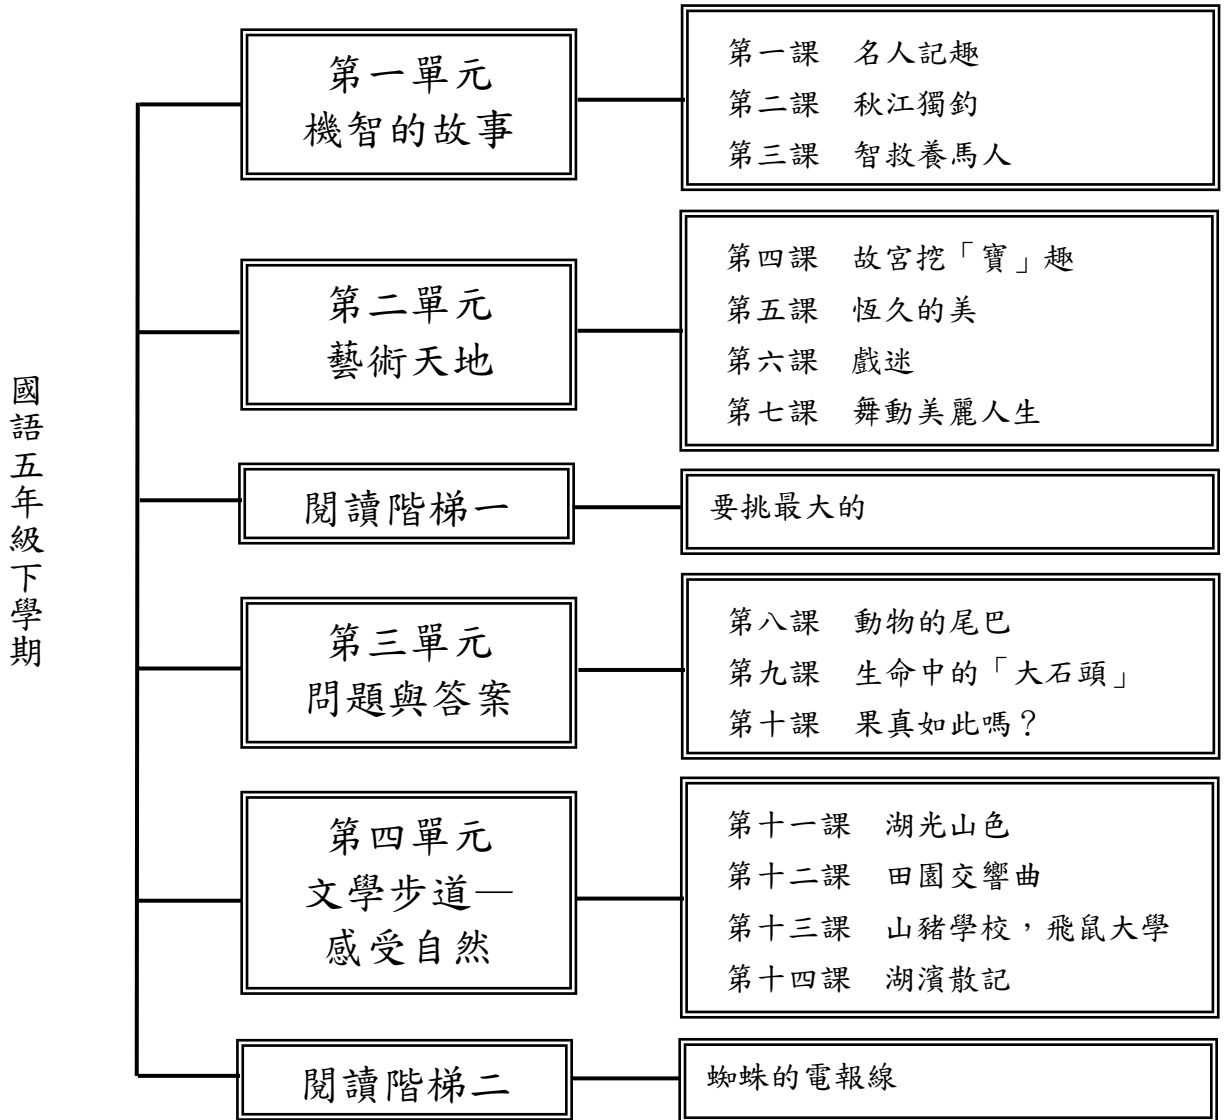 國語五年級下學期
第一單元
機智的故事
第一課　名人記趣
第二課　秋江獨釣
第三課　智救養馬人
第二單元
藝術天地
第四課　故宮挖「寶」趣
第五課　恆久的美
第六課　戲迷
第七課　舞動美麗人生
閱讀階梯一
要挑最大的
第三單元
問題與答案
第八課　動物的尾巴
第九課　生命中的「大石頭」
第十課　果真如此嗎？
第四單元
文學步道—
感受自然
第十一課　湖光山色
第十二課　田園交響曲
第十三課　山豬學校，飛鼠大學
第十四課　湖濱散記
閱讀階梯二
蜘蛛的電報線